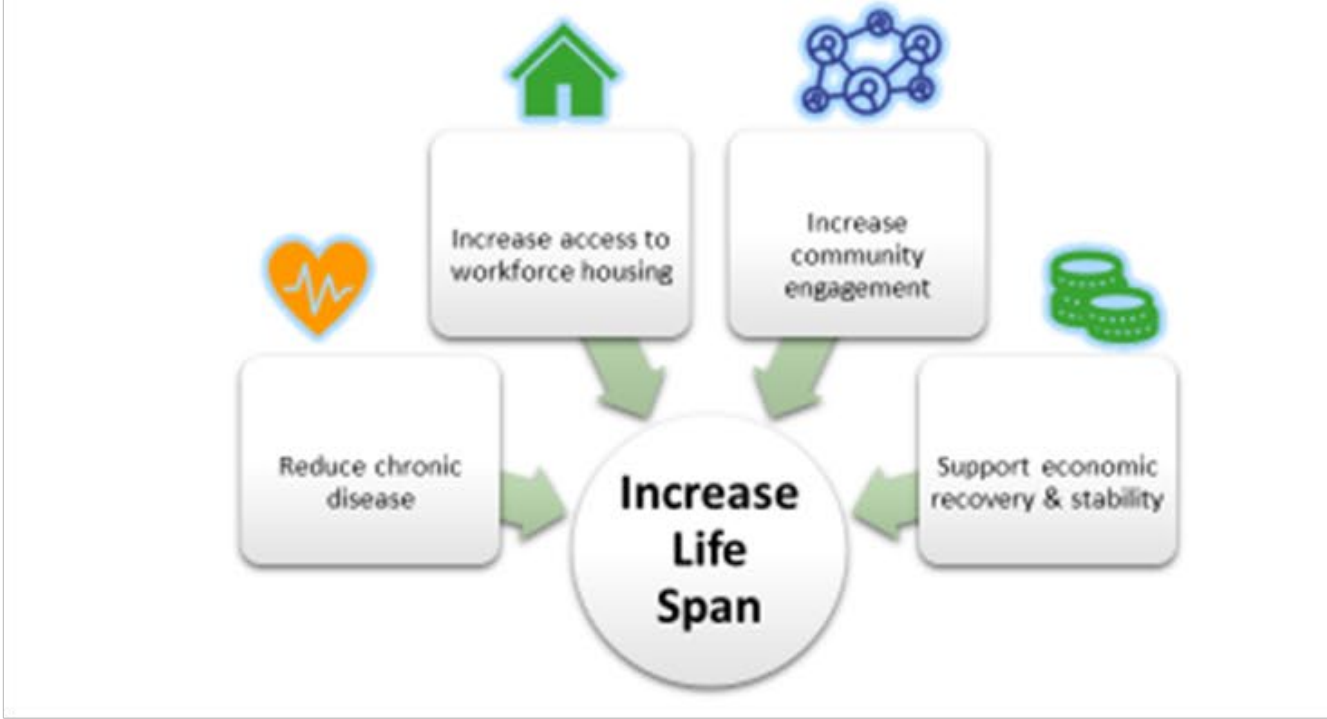 Increase access to
workforce housing
Increase
community
engagement
Reduce chronic
disease
Support economic
recovery & stability
Increase
Life
Span